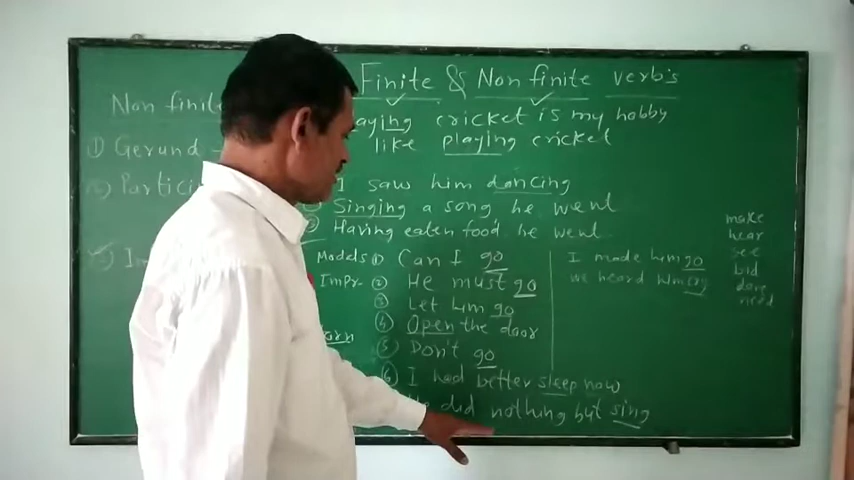 Finite & Non finite verb's
Non finite
aying cricket is my hobby
① Gerund -
like playing cricket
Partici
I saw him dancing
Singing a song he went
③ Having eaten food he went
Modals ① Can I go
Impr- ② He must go
③ Let him go
④ Open the door
⑤ Don't go
⑥ I had better sleep now
did nothing but sing
I made him go
we heard him sing
make
hear
see
bid
dare
need